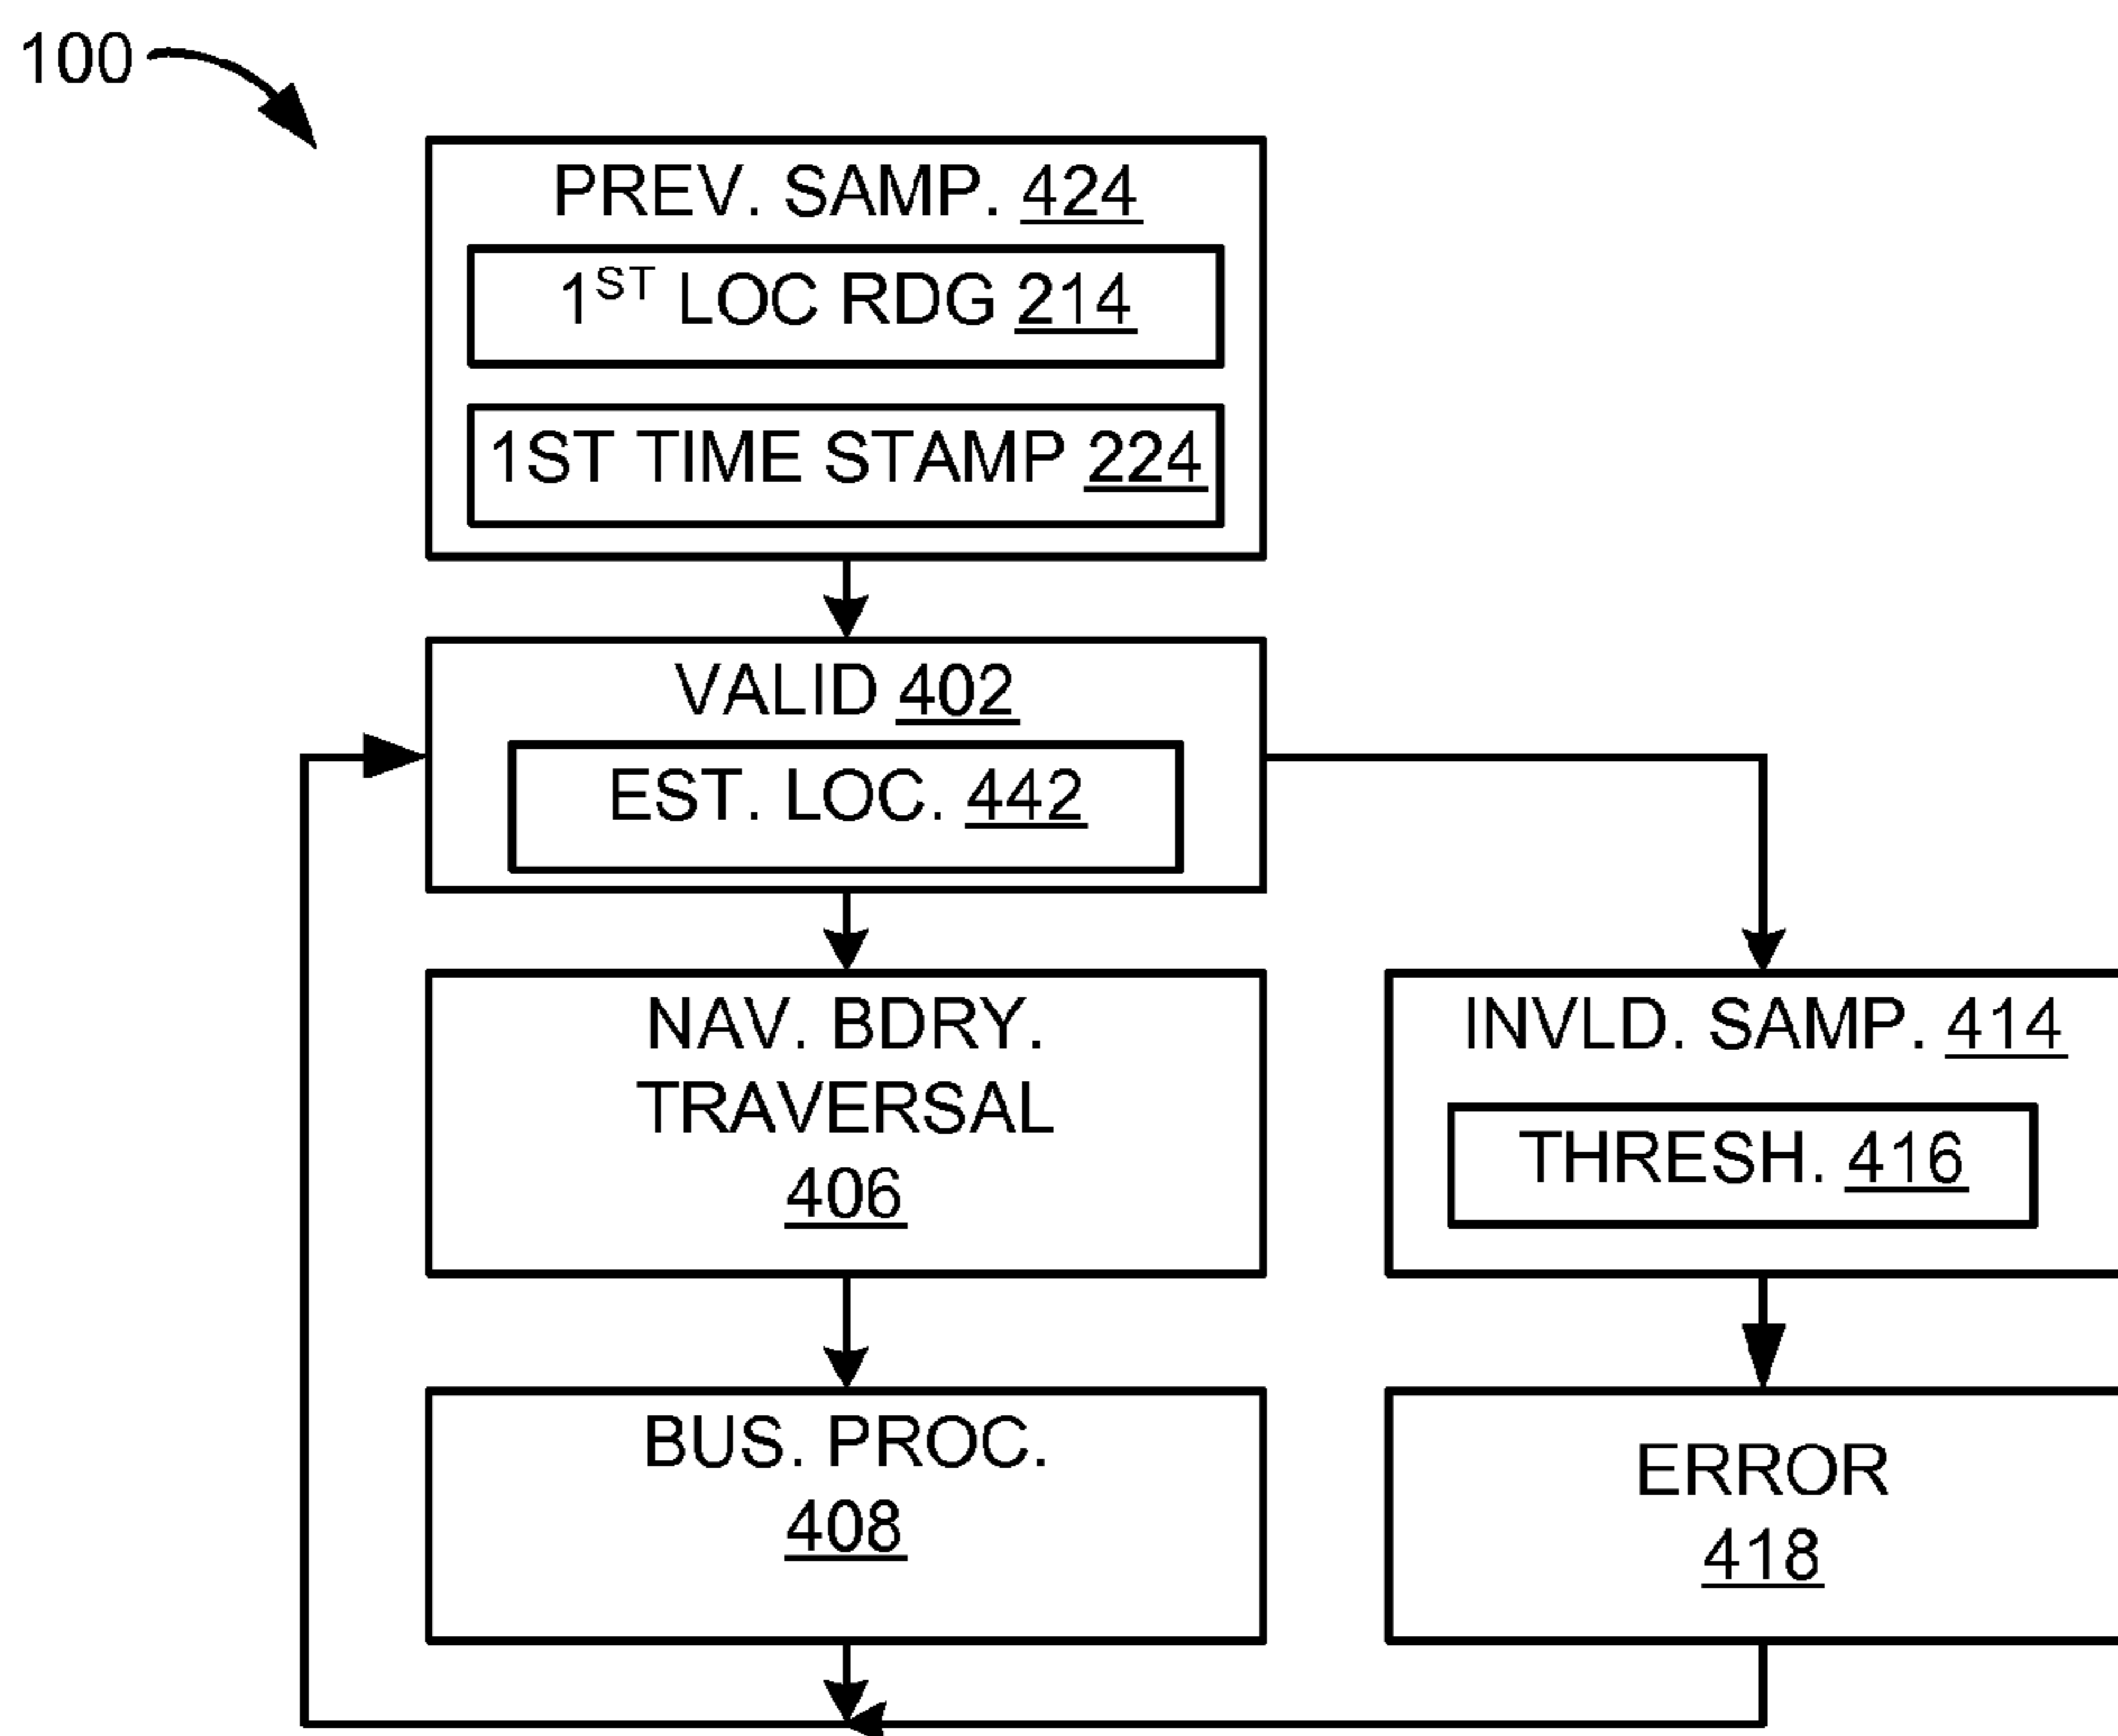 100
PREV. SAMP. 424
1ST LOC RDG 214
1ST TIME STAMP 224
VALID 402
EST. LOC. 442
NAV. BDRY.
TRAVERSAL
406
INVLD. SAMP. 414
THRESH. 416
BUS. PROC.
408
ERROR
418